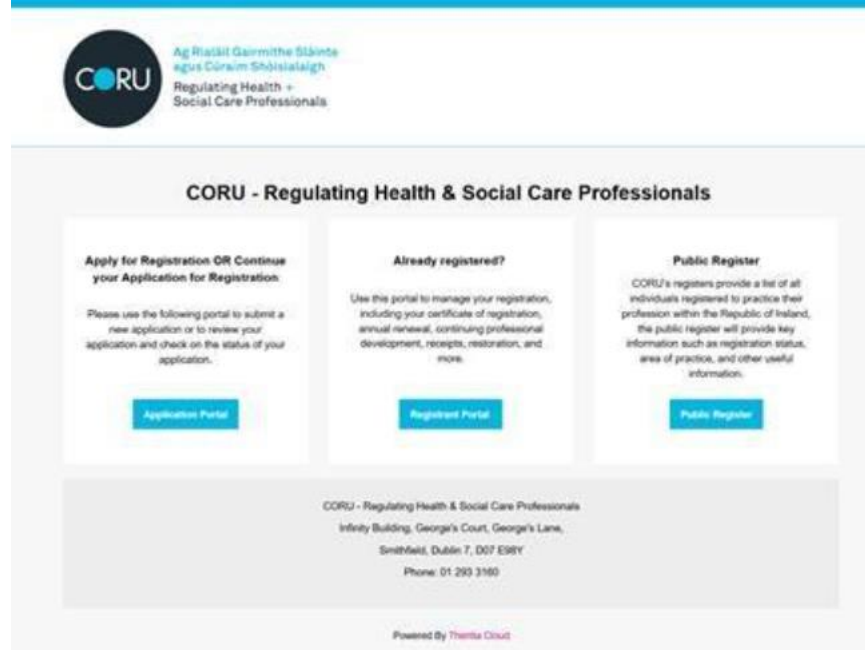 CORU
Ag Rialáil Gairmithe Sláinte
agus Cúraim Shóisialaigh
Regulating Health +
Social Care Professionals
CORU - Regulating Health & Social Care Professionals
Apply for Registration OR Continue
your Application for Registration
Please use the following portal to submit a
new application or to review your
application and check on the status of your
application.
Application Portal
Already registered?
Use this portal to manage your registration,
including your certificate of registration,
annual renewal, continuing professional
development, receipts, restoration, and
more.
Registrant Portal
Public Register
CORU's registers provide a list of all
individuals registered to practice their
profession within the Republic of Ireland,
the public register will provide key
information such as registration status,
area of practice, and other useful
information.
Public Register
CORU - Regulating Health & Social Care Professionals
Infinity Building, George's Court, George's Lane,
Smithfield, Dublin 7, D07 E98Y
Phone: 01 293 3160
Powered By Thentia Cloud